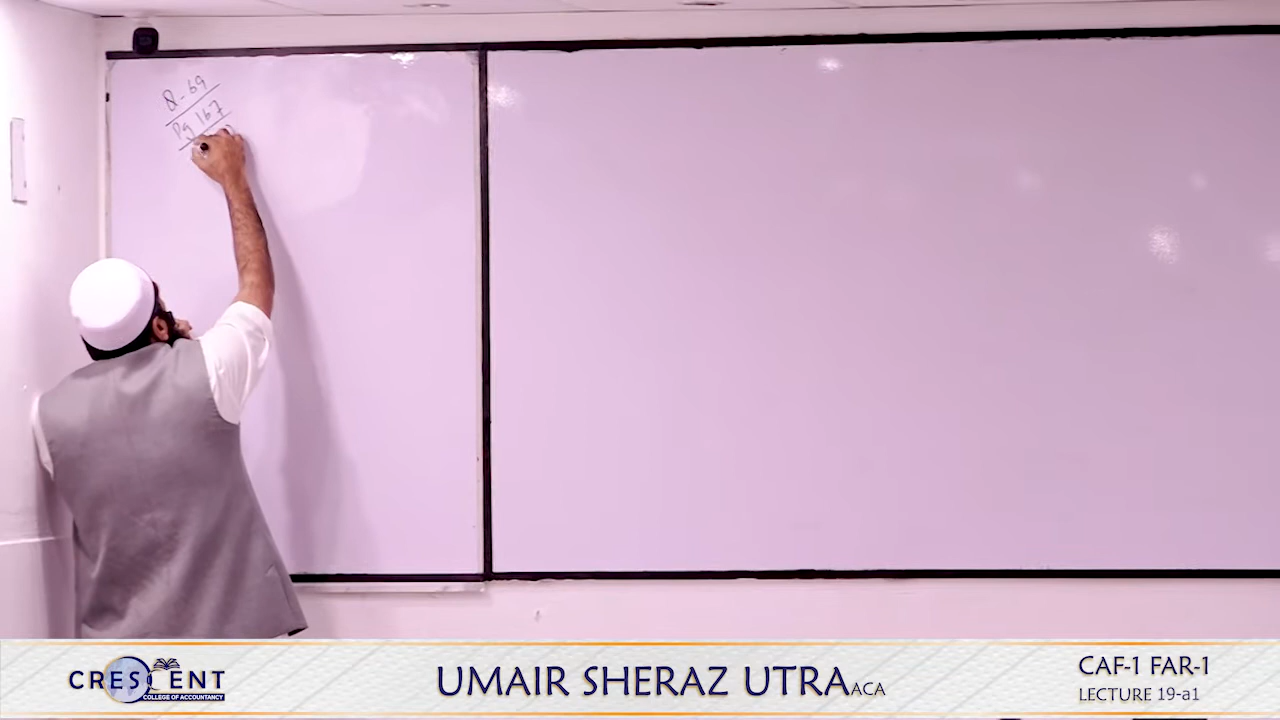 Q-69
Pg 167
CRESCENT
COLLEGE OF ACCOUNTANCY
UMAIR SHERAZ UTRA ACA
CAF-1 FAR-1
LECTURE 19-a1